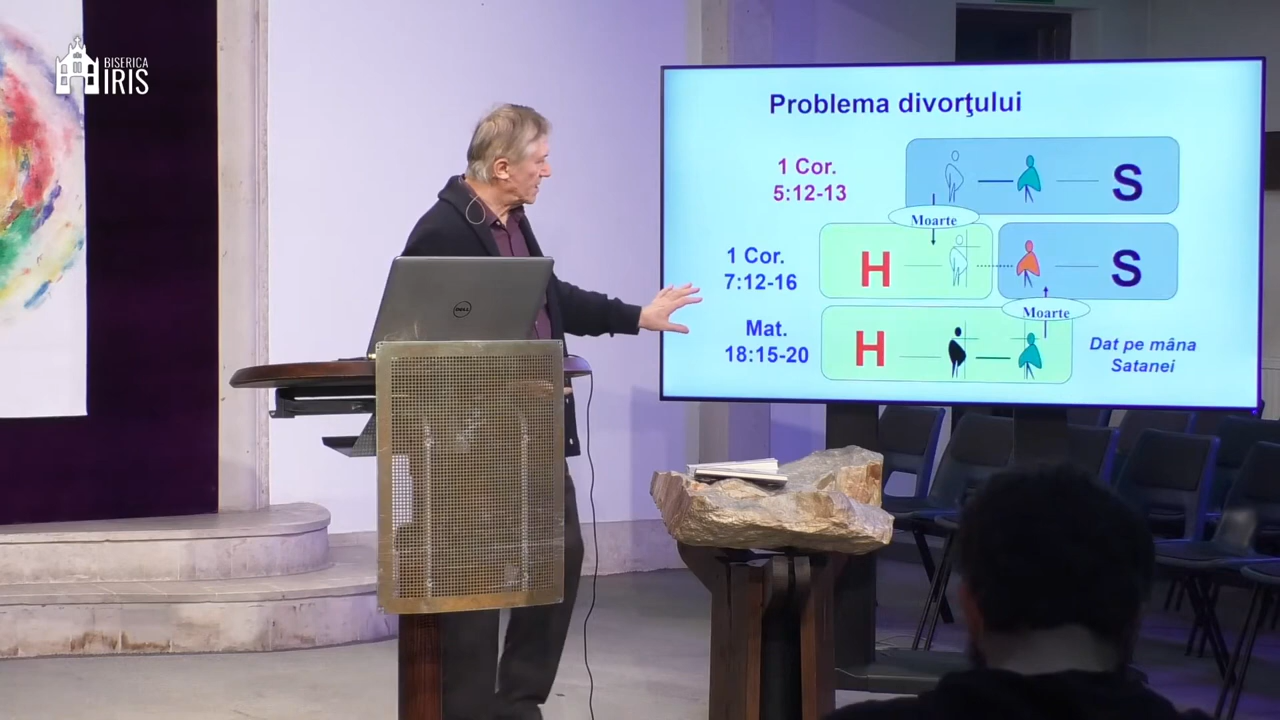 BISERICA
IRIS
DELL
Problema divorţului
1 Cor.
5:12-13
S
Moarte
1 Cor.
7:12-16
H
S
Moarte
Mat.
18:15-20
H
Dat pe mâna
Satanei